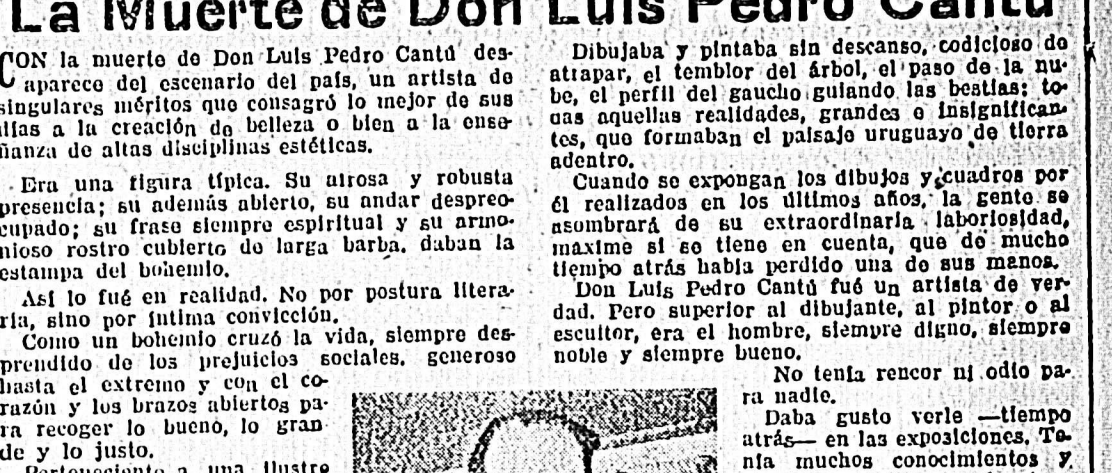 La Muerte de Don Luis Pedro Cantú
CON la muerte de Don Luis Pedro Cantú des-
aparece del escenario del país, un artista de
singulares méritos que consagró lo mejor de sus
días a la creación de belleza o bien a la ense-
ñanza de altas disciplinas estéticas.
Era una figura típica. Su airosa y robusta
presencia; su además abierto, su andar despreo-
cupado; su frase siempre espiritual y su armo-
nioso rostro cubierto de larga barba, daban la
estampa del bohemio.
Así lo fué en realidad. No por postura litera-
ria, sino por íntima convicción.
Como un bohemio cruzó la vida, siempre des-
prendido de los prejuicios sociales, generoso
hasta el extremo y con el co-
razón y los brazos abiertos pa-
ra recoger lo bueno, lo gran
de y lo justo.
Perteneciente a una ilustre
Dibujaba y pintaba sin descanso, codicioso de
atrapar, el temblor del árbol, el paso de la nu-
be, el perfil del gaucho guiando las bestias; to-
das aquellas realidades, grandes e insignifican-
tes, que formaban el paisaje uruguayo de tierra
adentro.
Cuando se expongan los dibujos y cuadros por
él realizados en los últimos años, la gente se
asombrará de su extraordinaria laboriosidad,
máxime si se tiene en cuenta, que de mucho
tiempo atrás había perdido una de sus manos.
Don Luis Pedro Cantú fué un artista de ver-
dad. Pero superior al dibujante, al pintor o al
escultor, era el hombre, siempre digno, siempre
noble y siempre bueno.
No tenía rencor ni odio pa-
ra nadie.
Daba gusto verle —tiempo
atrás— en las exposiciones. Te-
nía muchos conocimientos y